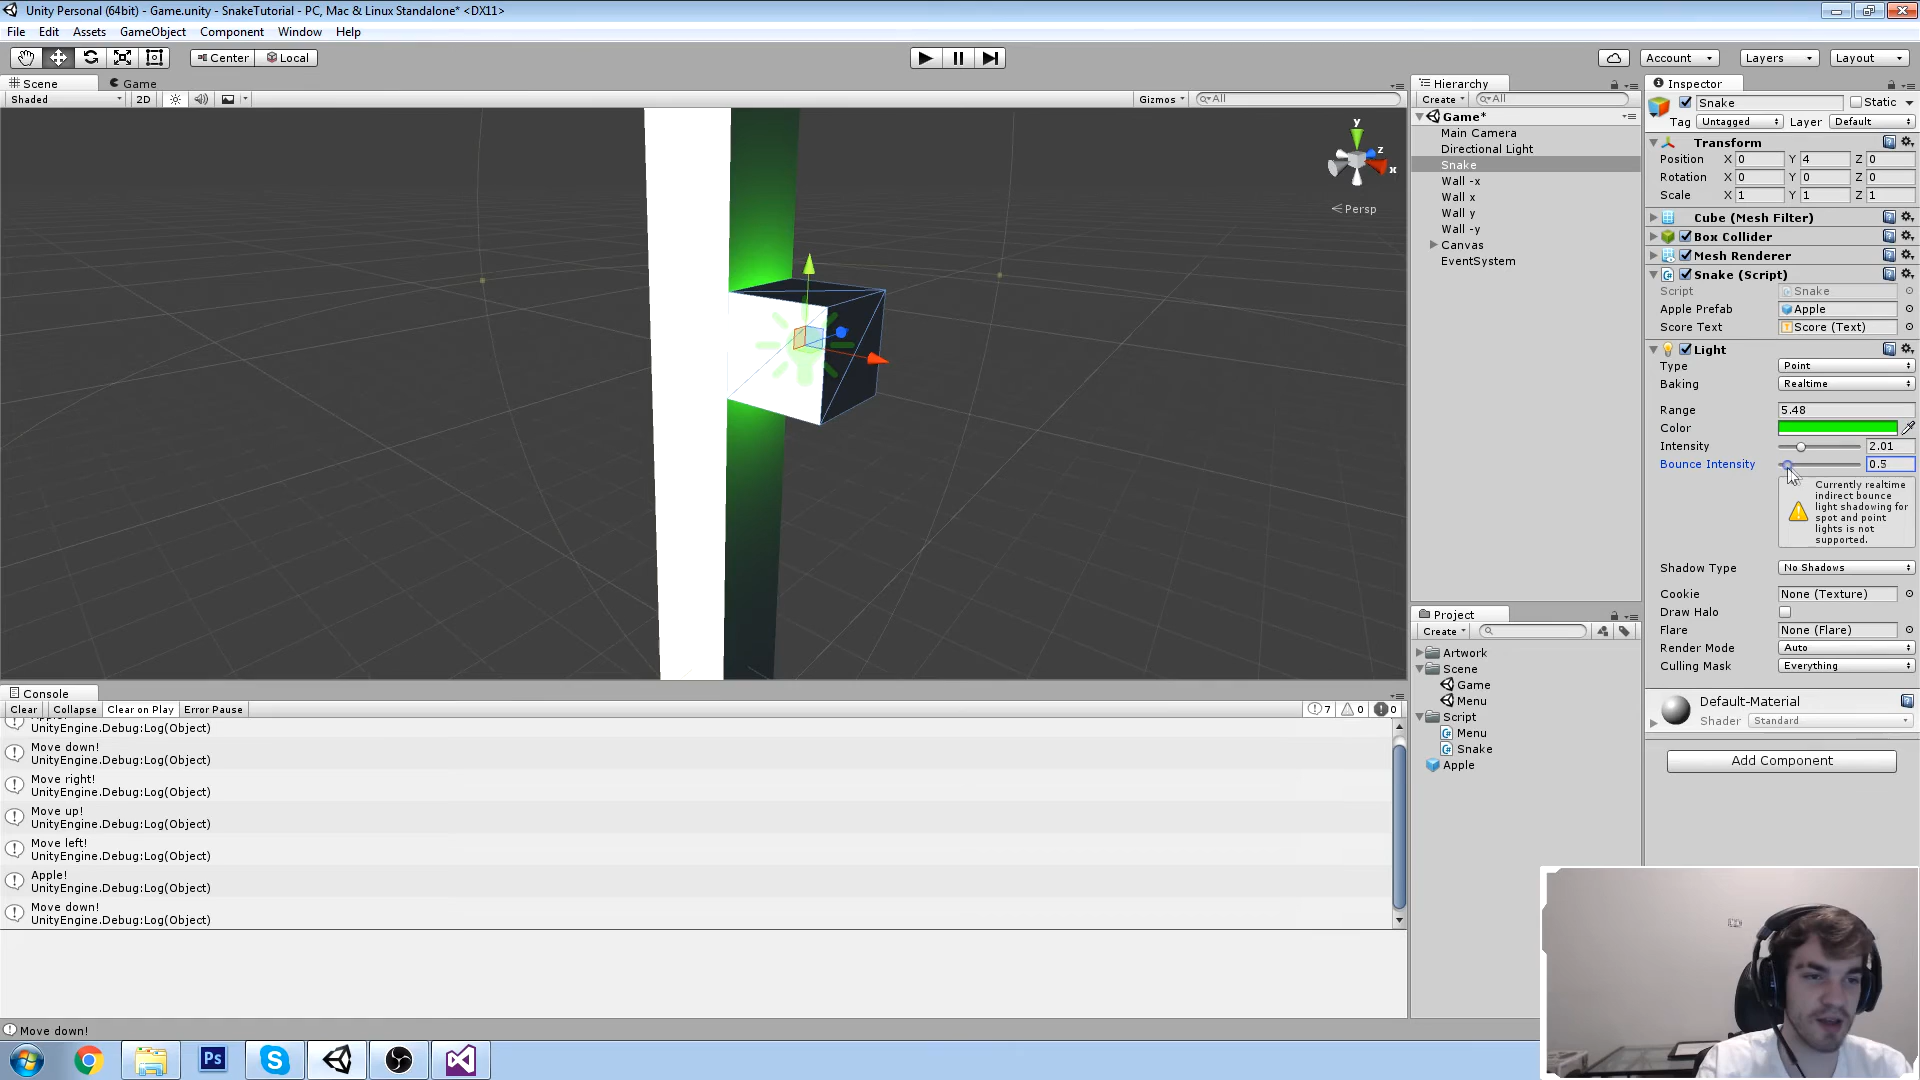 Unity Personal (64bit) - Game.unity - SnakeTutorial - PC, Mac & Linux Standalone* <DX11>
File Edit Assets GameObject Component Window Help
Center Local Account Layers Layout
Scene Game Hierarchy Inspector
Shaded 2D Gizmos All Create All Snake Static
Game* Tag Untagged Layer Default
Main Camera
Directional Light
Snake
Wall -x
Wall x
Wall y
Wall -y
Canvas
EventSystem
y
z
x
Persp
Transform
Position X 0 Y 4 Z 0
Rotation X 0 Y 0 Z 0
Scale X 1 Y 1 Z 1
Cube (Mesh Filter)
Box Collider
Mesh Renderer
Snake (Script)
Script Snake
Apple Prefab Apple
Score Text Score (Text)
Light
Type Point
Baking Realtime
Range 5.48
Color
Intensity 2.01
Bounce Intensity 0.5
Currently realtime
indirect bounce
light shadowing for
spot and point
lights is not
supported.
Shadow Type No Shadows
Cookie None (Texture)
Draw Halo
Flare None (Flare)
Render Mode Auto
Culling Mask Everything
Default-Material
Shader Standard
Add Component
Project
Create
Artwork
Scene
Game
Menu
Script
Menu
Snake
Apple
Console
Clear Collapse Clear on Play Error Pause 7 0 0
Apple!
UnityEngine.Debug:Log(Object)
Move down!
UnityEngine.Debug:Log(Object)
Move right!
UnityEngine.Debug:Log(Object)
Move up!
UnityEngine.Debug:Log(Object)
Move left!
UnityEngine.Debug:Log(Object)
Apple!
UnityEngine.Debug:Log(Object)
Move down!
UnityEngine.Debug:Log(Object)
Move down!
Ps